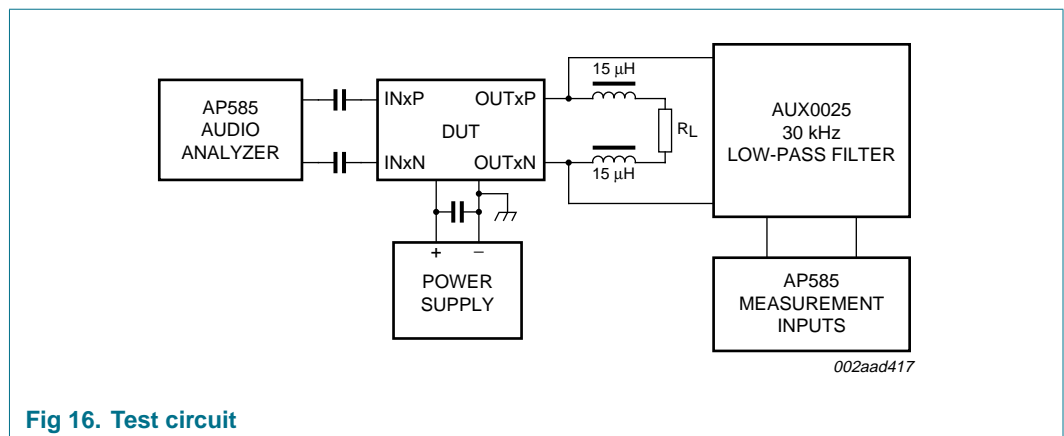 AP585
AUDIO
ANALYZER
INxP
INxN
DUT
OUTxP
OUTxN
15 μH
RL
15 μH
AUX0025
30 kHz
LOW-PASS FILTER
+ −
POWER
SUPPLY
AP585
MEASUREMENT
INPUTS
002aad417
Fig 16. Test circuit